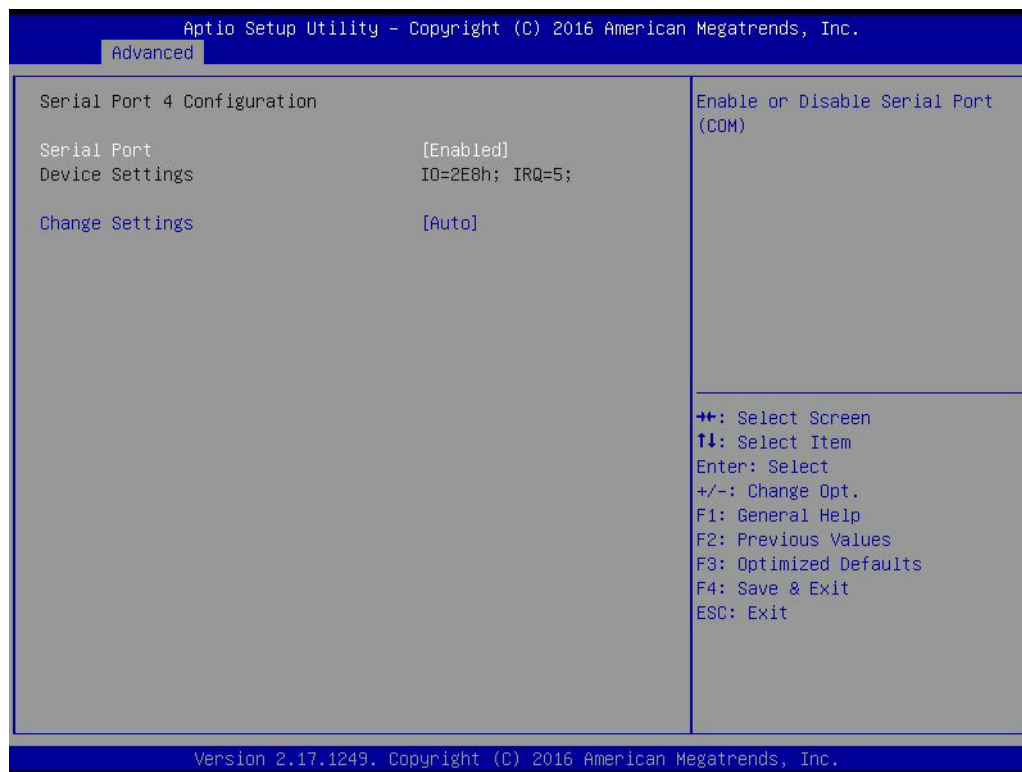 Aptio Setup Utility – Copyright (C) 2016 American Megatrends, Inc.
Advanced
Serial Port 4 Configuration
Serial Port [Enabled]
Device Settings IO=2E8h; IRQ=5;
Change Settings [Auto]
Enable or Disable Serial Port
(COM)
→←: Select Screen
↑↓: Select Item
Enter: Select
+/-: Change Opt.
F1: General Help
F2: Previous Values
F3: Optimized Defaults
F4: Save & Exit
ESC: Exit
Version 2.17.1249. Copyright (C) 2016 American Megatrends, Inc.